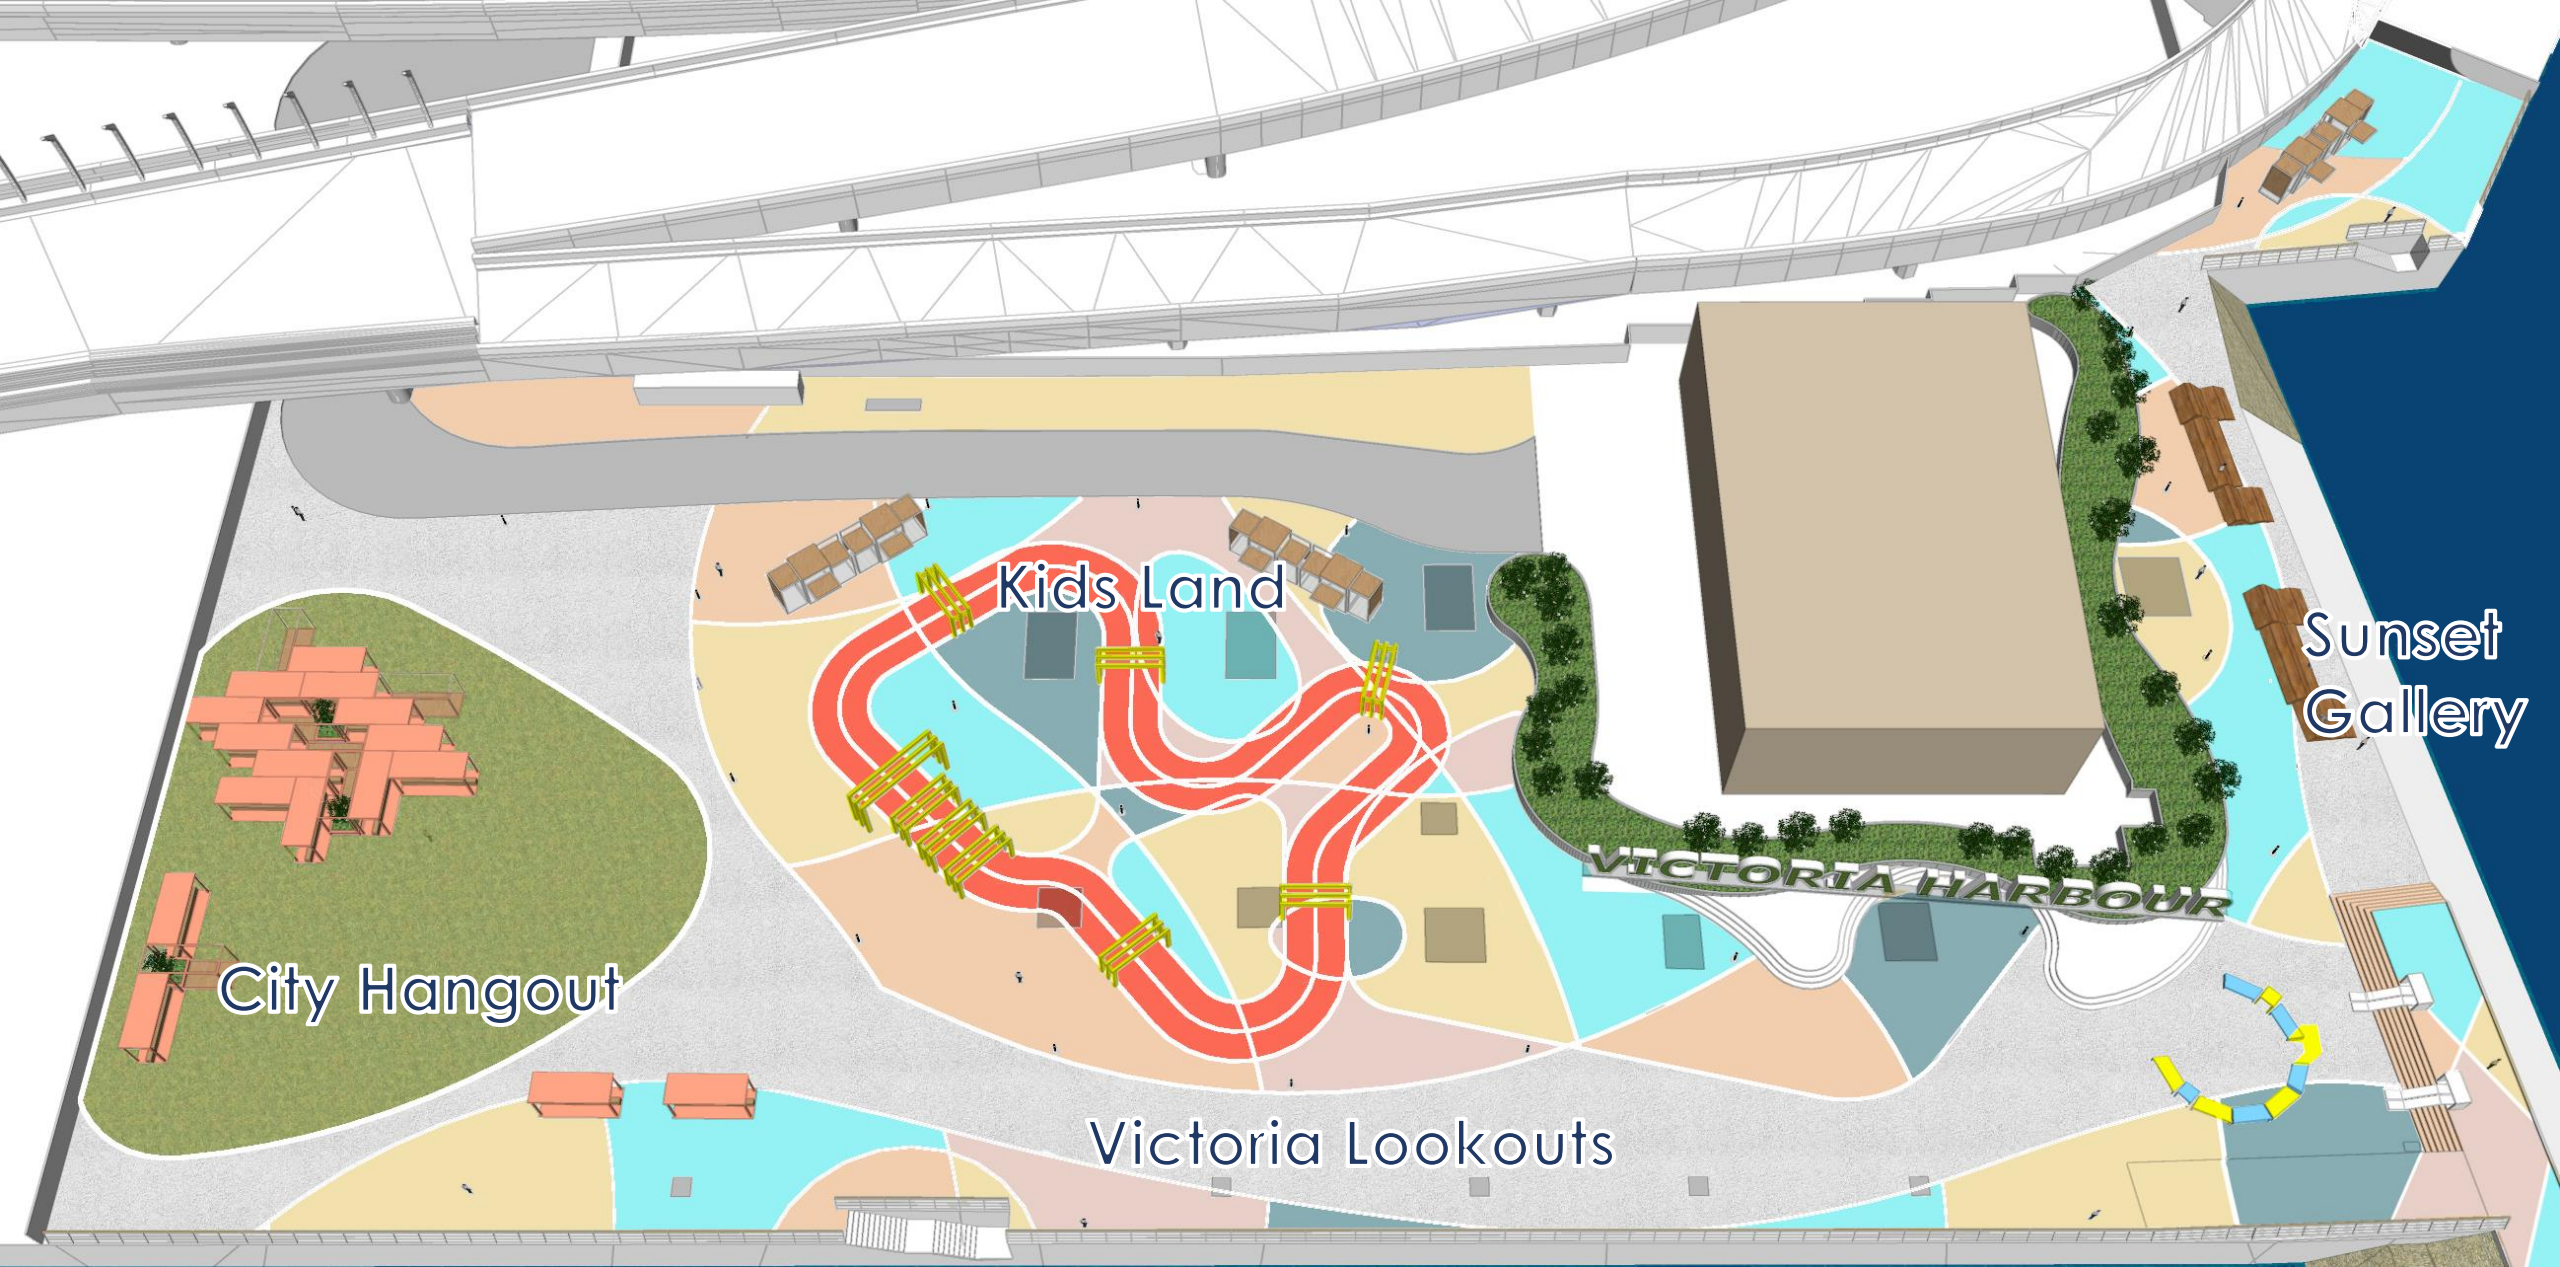 Kids Land
Sunset
Gallery
VICTORIA HARBOUR
City Hangout
Victoria Lookouts